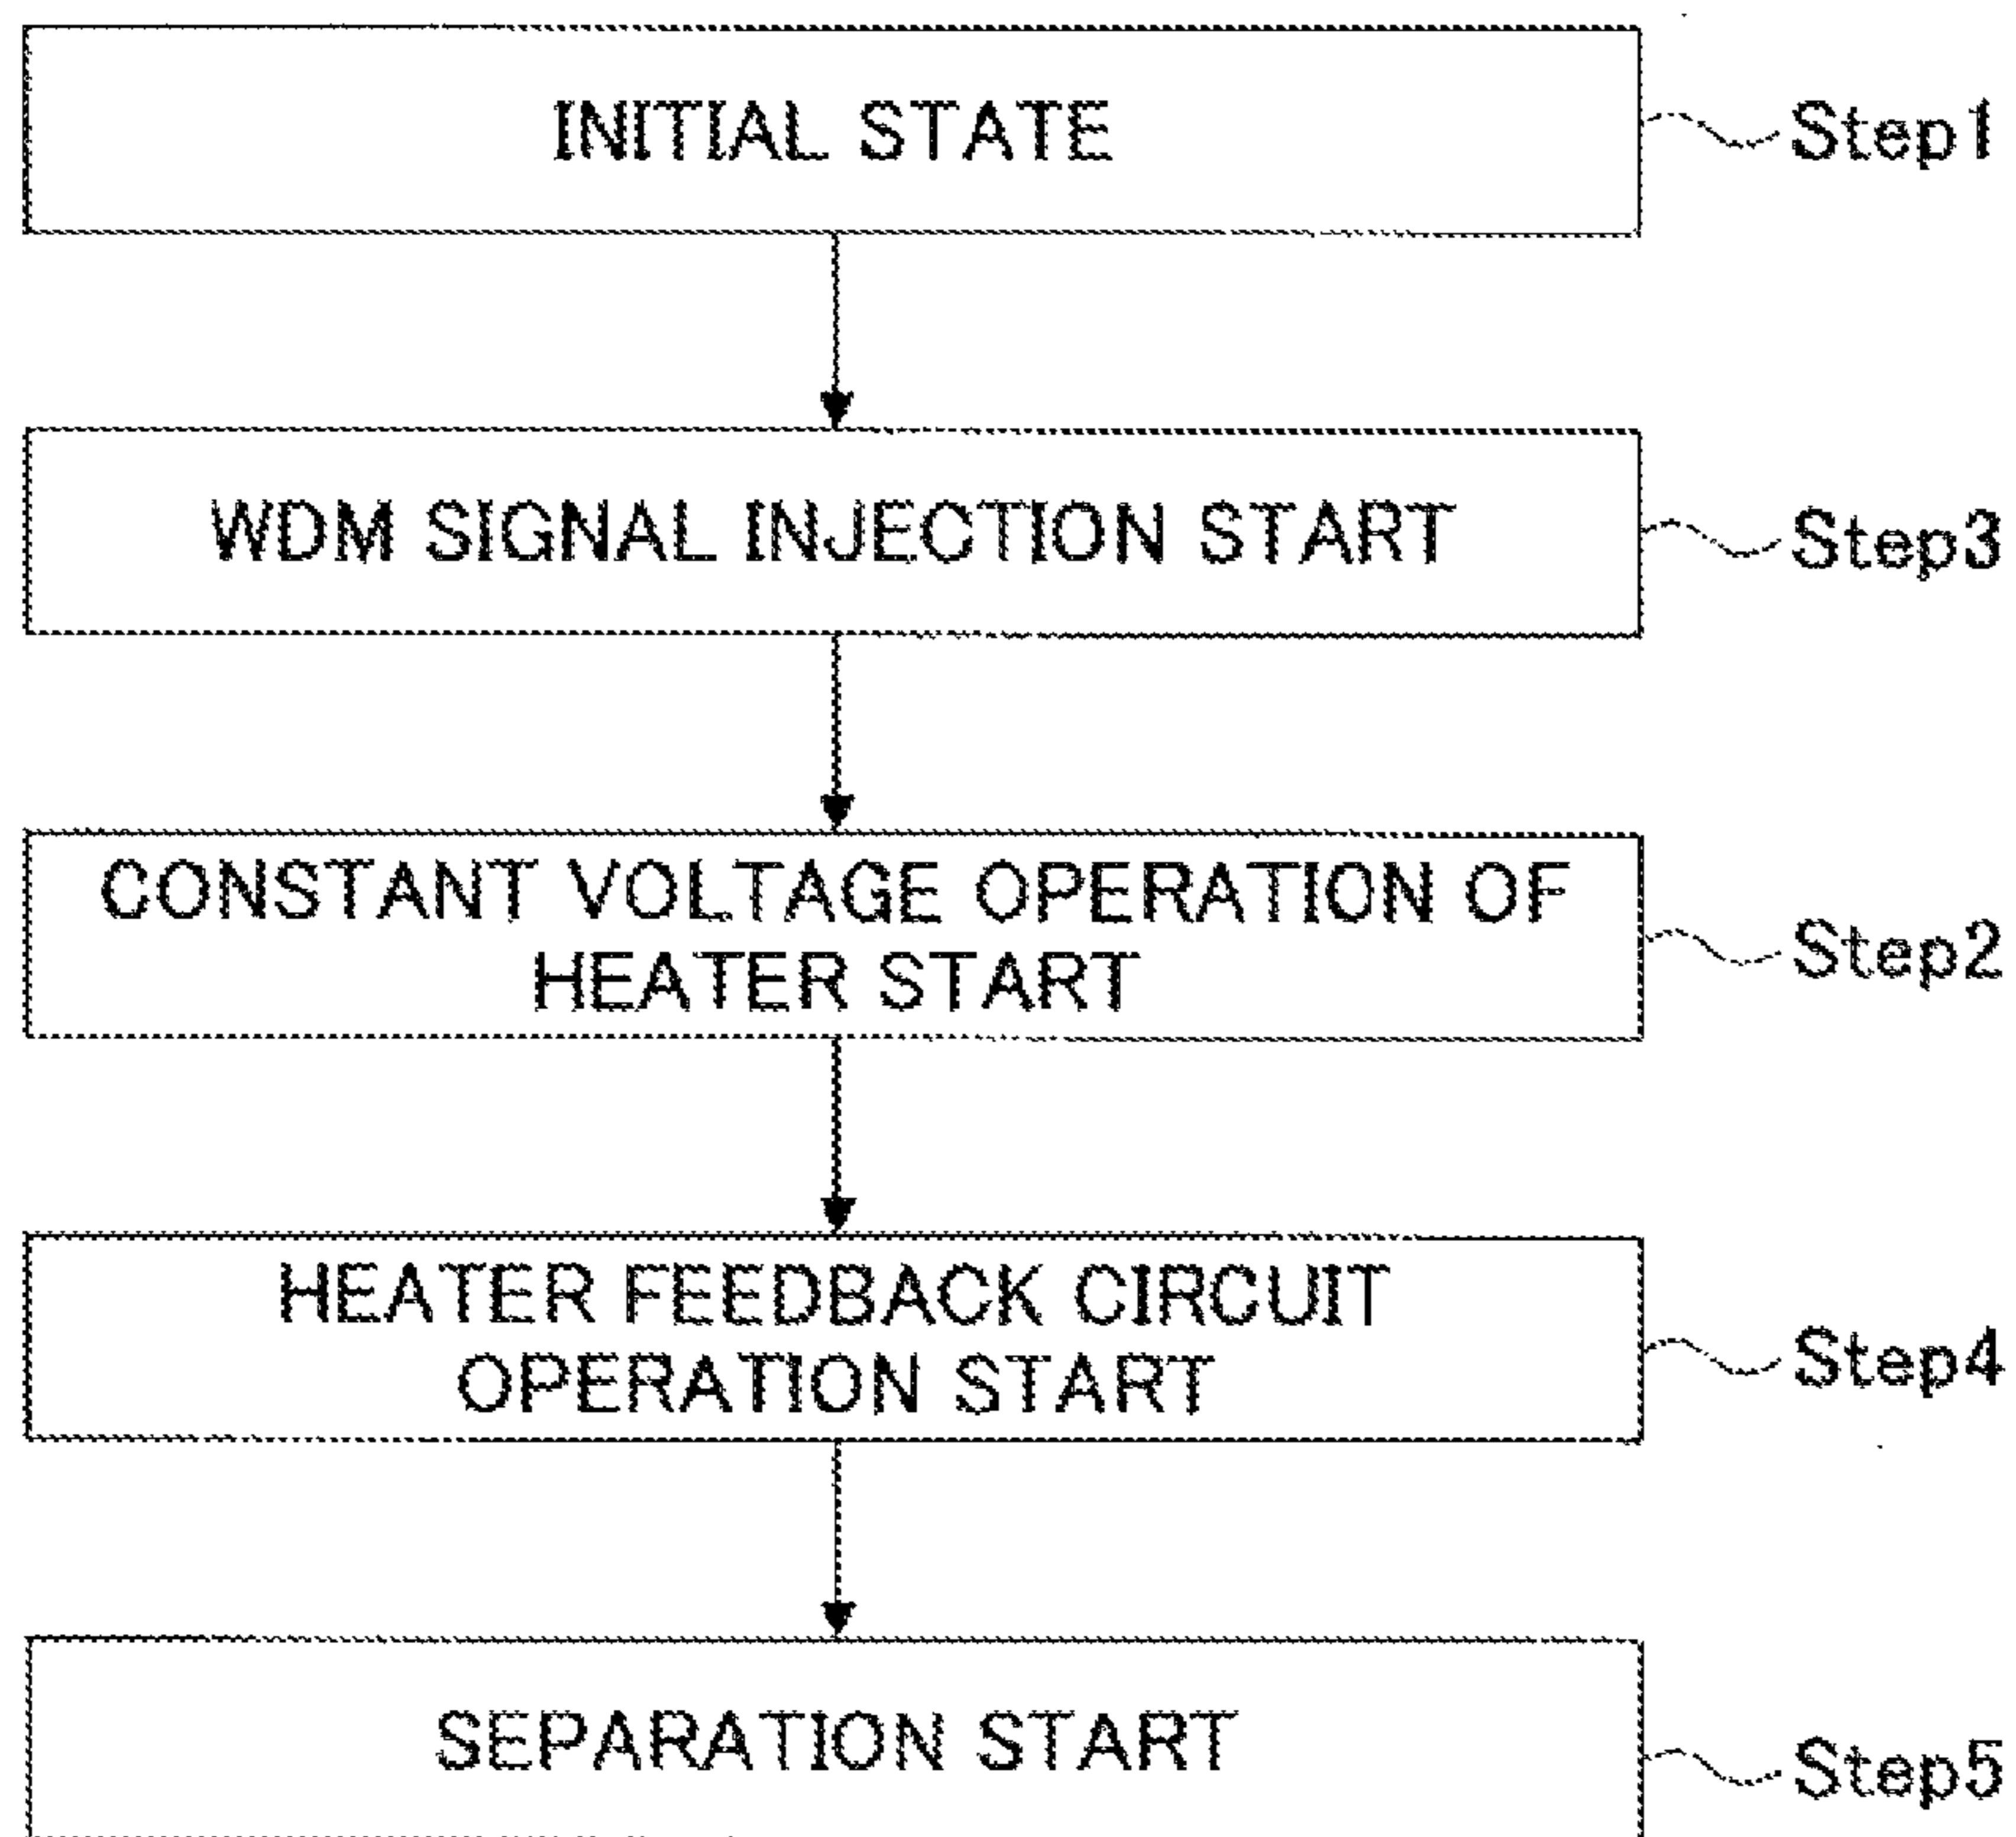 INITIAL STATE
Step1
WDM SIGNAL INJECTION START
Step3
CONSTANT VOLTAGE OPERATION OF
HEATER START
Step2
HEATER FEEDBACK CIRCUIT
OPERATION START
Step4
SEPARATION START
Step5